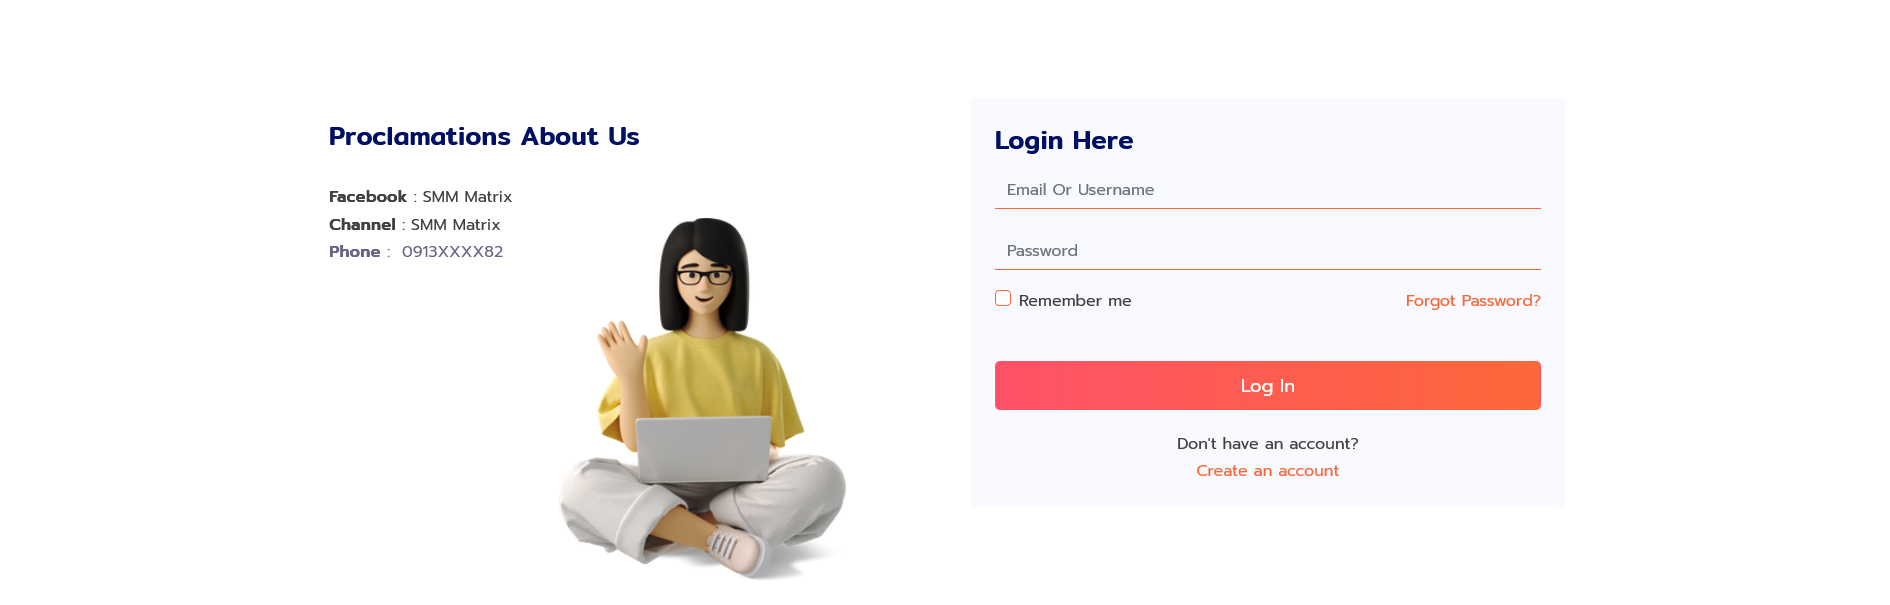 Proclamations About Us
Facebook : SMM Matrix
Channel : SMM Matrix
Phone :  0913XXXX82
Login Here
Email Or Username
Password
Remember me
Forgot Password?
Log In
Don't have an account?
Create an account